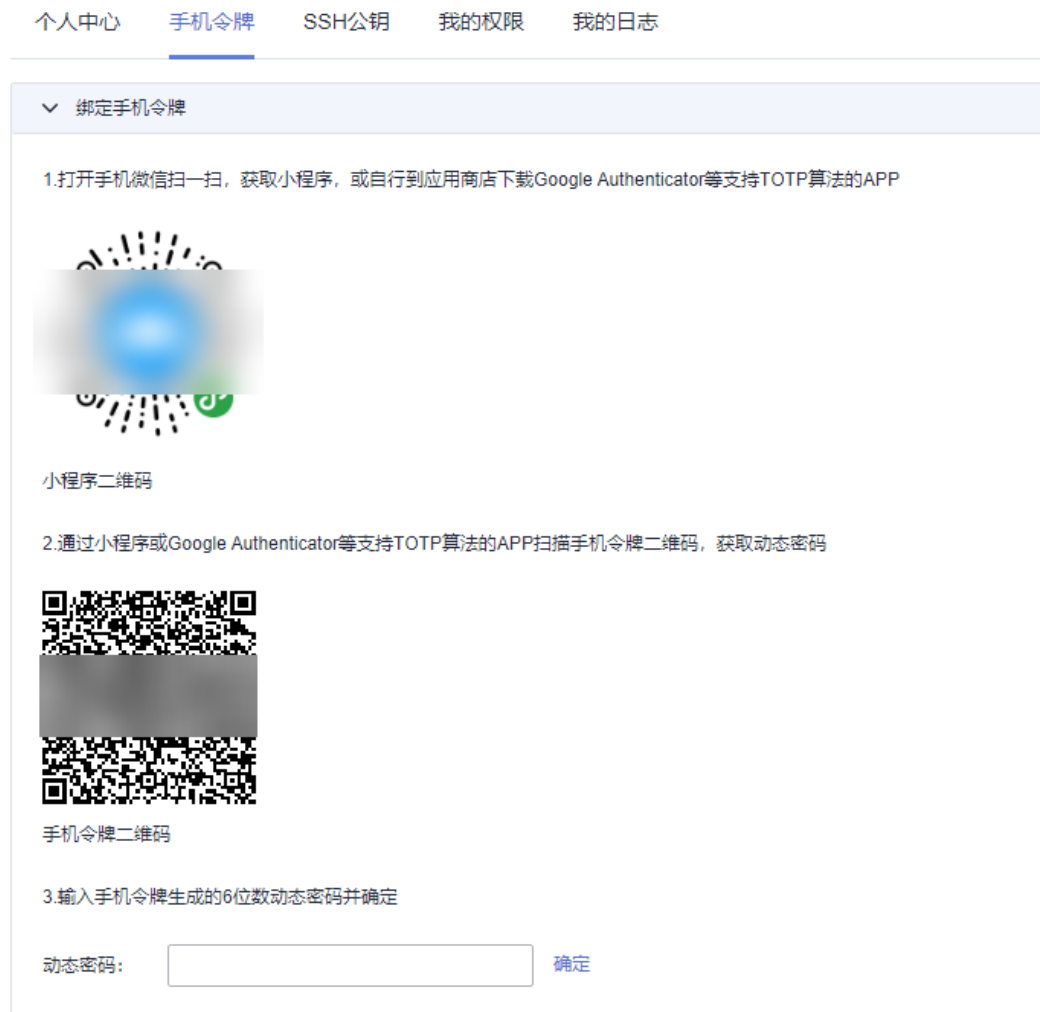 个人中心 手机令牌 SSH公钥 我的权限 我的日志
绑定手机令牌
1.打开手机微信扫一扫，获取小程序，或自行到应用商店下载Google Authenticator等支持TOTP算法的APP
小程序二维码
2.通过小程序或Google Authenticator等支持TOTP算法的APP扫描手机令牌二维码，获取动态密码
手机令牌二维码
3.输入手机令牌生成的6位数动态密码并确定
动态密码： 确定